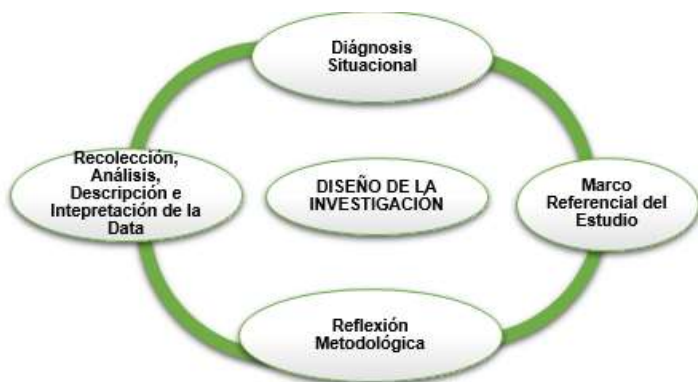 Diágnosis
Situacional
Recolección,
Análisis,
Descripción e
Intepretación de la
Data
DISEÑO DE LA
INVESTIGACIÓN
Marco
Referencial del
Estudio
Reflexión
Metodológica